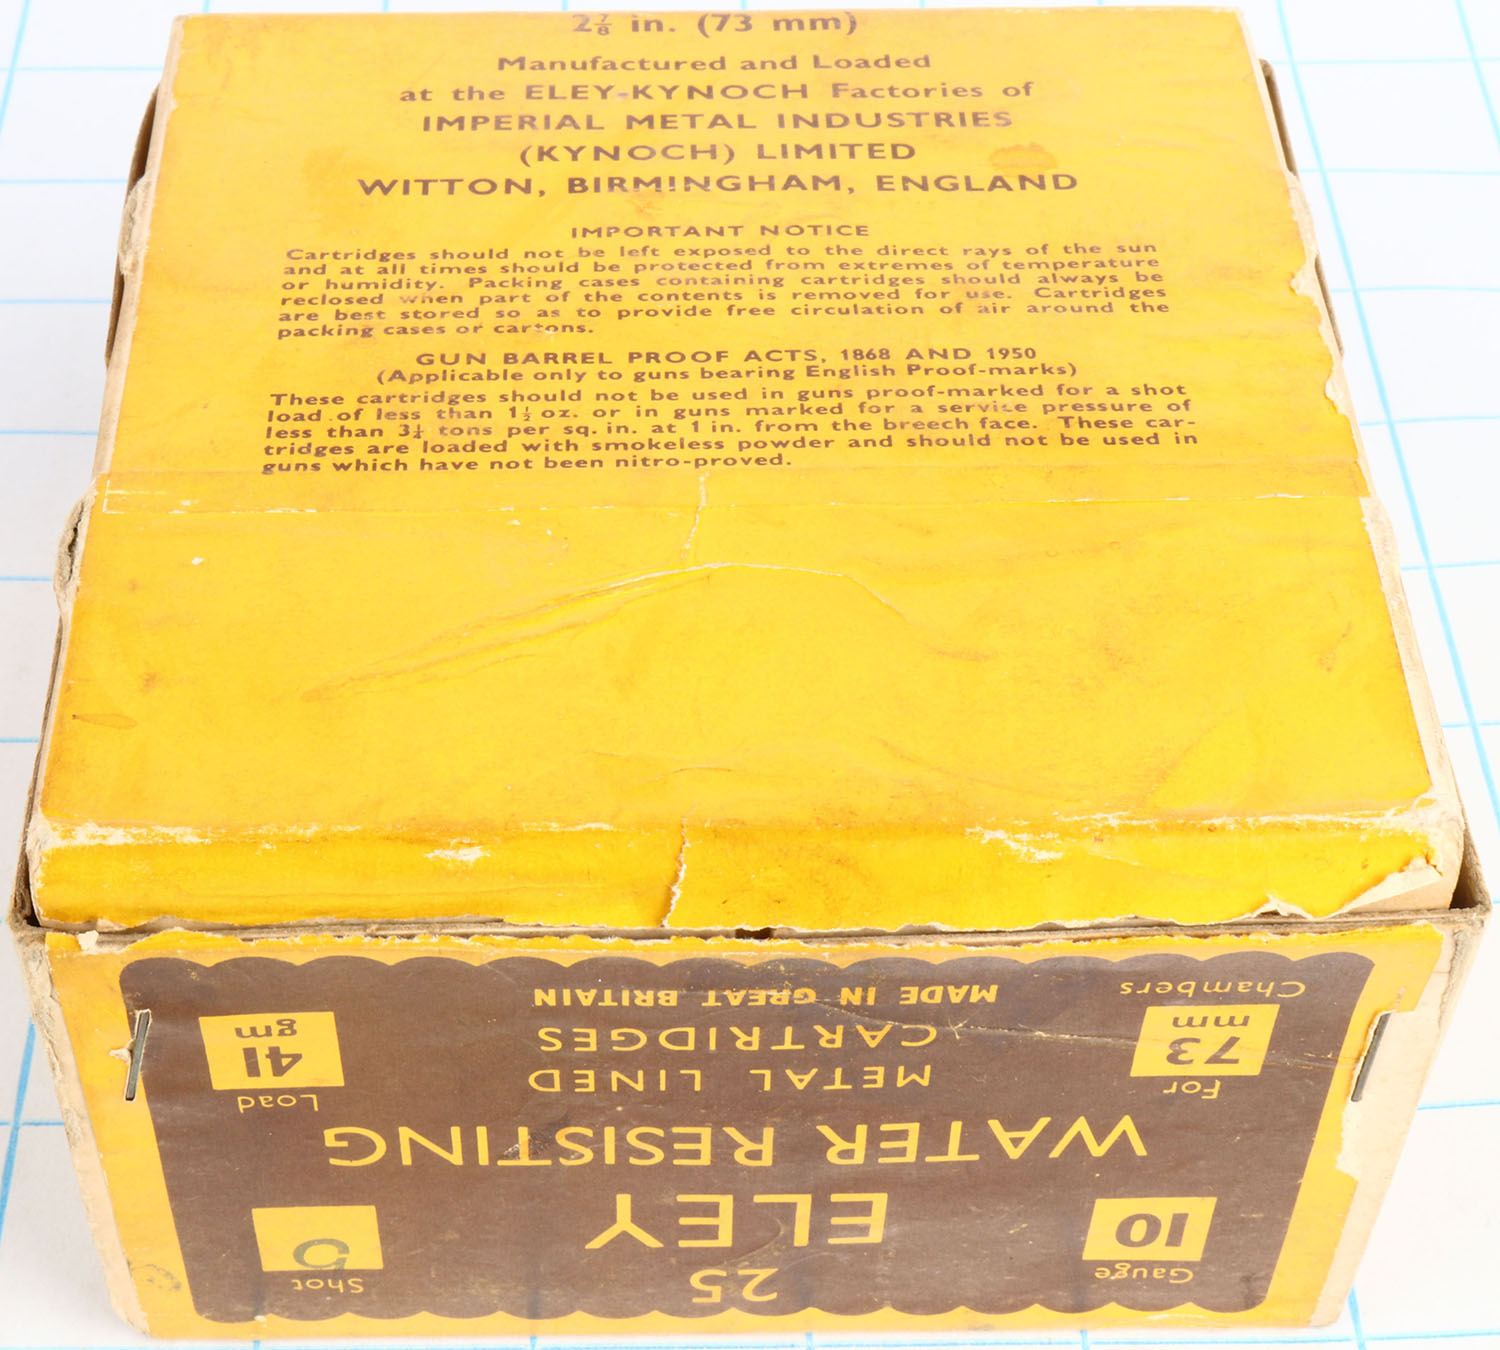 2⅞ in. (73 mm)
Manufactured and Loaded
at the ELEY-KYNOCH Factories of
IMPERIAL METAL INDUSTRIES
(KYNOCH) LIMITED
WITTON, BIRMINGHAM, ENGLAND
IMPORTANT NOTICE
Cartridges should not be left exposed to the direct rays of the sun
and at all times should be protected from extremes of temperature
or humidity. Packing cases containing cartridges should always be
reclosed when part of the contents is removed for use. Cartridges
are best stored so as to provide free circulation of air around the
packing cases or cartons.
GUN BARREL PROOF ACTS, 1868 AND 1950
(Applicable only to guns bearing English Proof-marks)
These cartridges should not be used in guns proof-marked for a shot
load of less than 1½ oz. or in guns marked for a service pressure of
less than 3¼ tons per sq. in. at 1 in. from the breech face. These car-
tridges are loaded with smokeless powder and should not be used in
guns which have not been nitro-proved.
Gauge
10
25
Shot
5
ELEY
WATER RESISTING
METAL LINED
CARTRIDGES
MADE IN GREAT BRITAIN
For
73
mm
Chambers
Load
41
gm